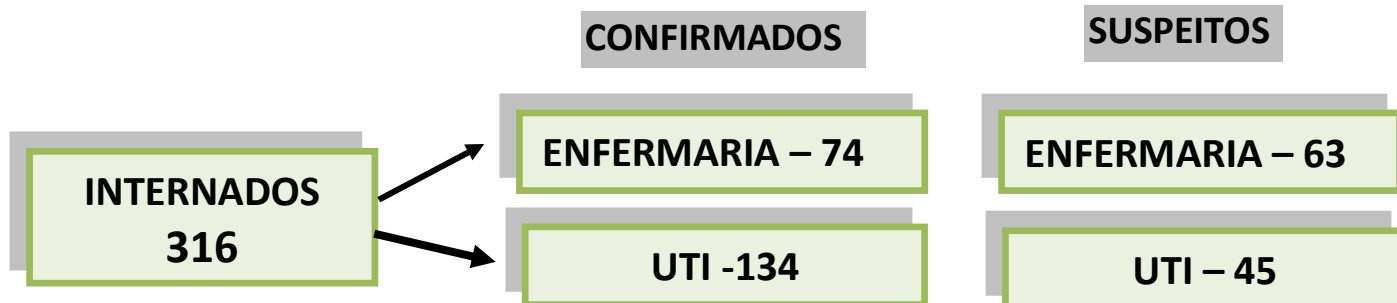 CONFIRMADOS
SUSPEITOS
INTERNADOS
316
ENFERMARIA – 74
ENFERMARIA – 63
UTI -134
UTI – 45